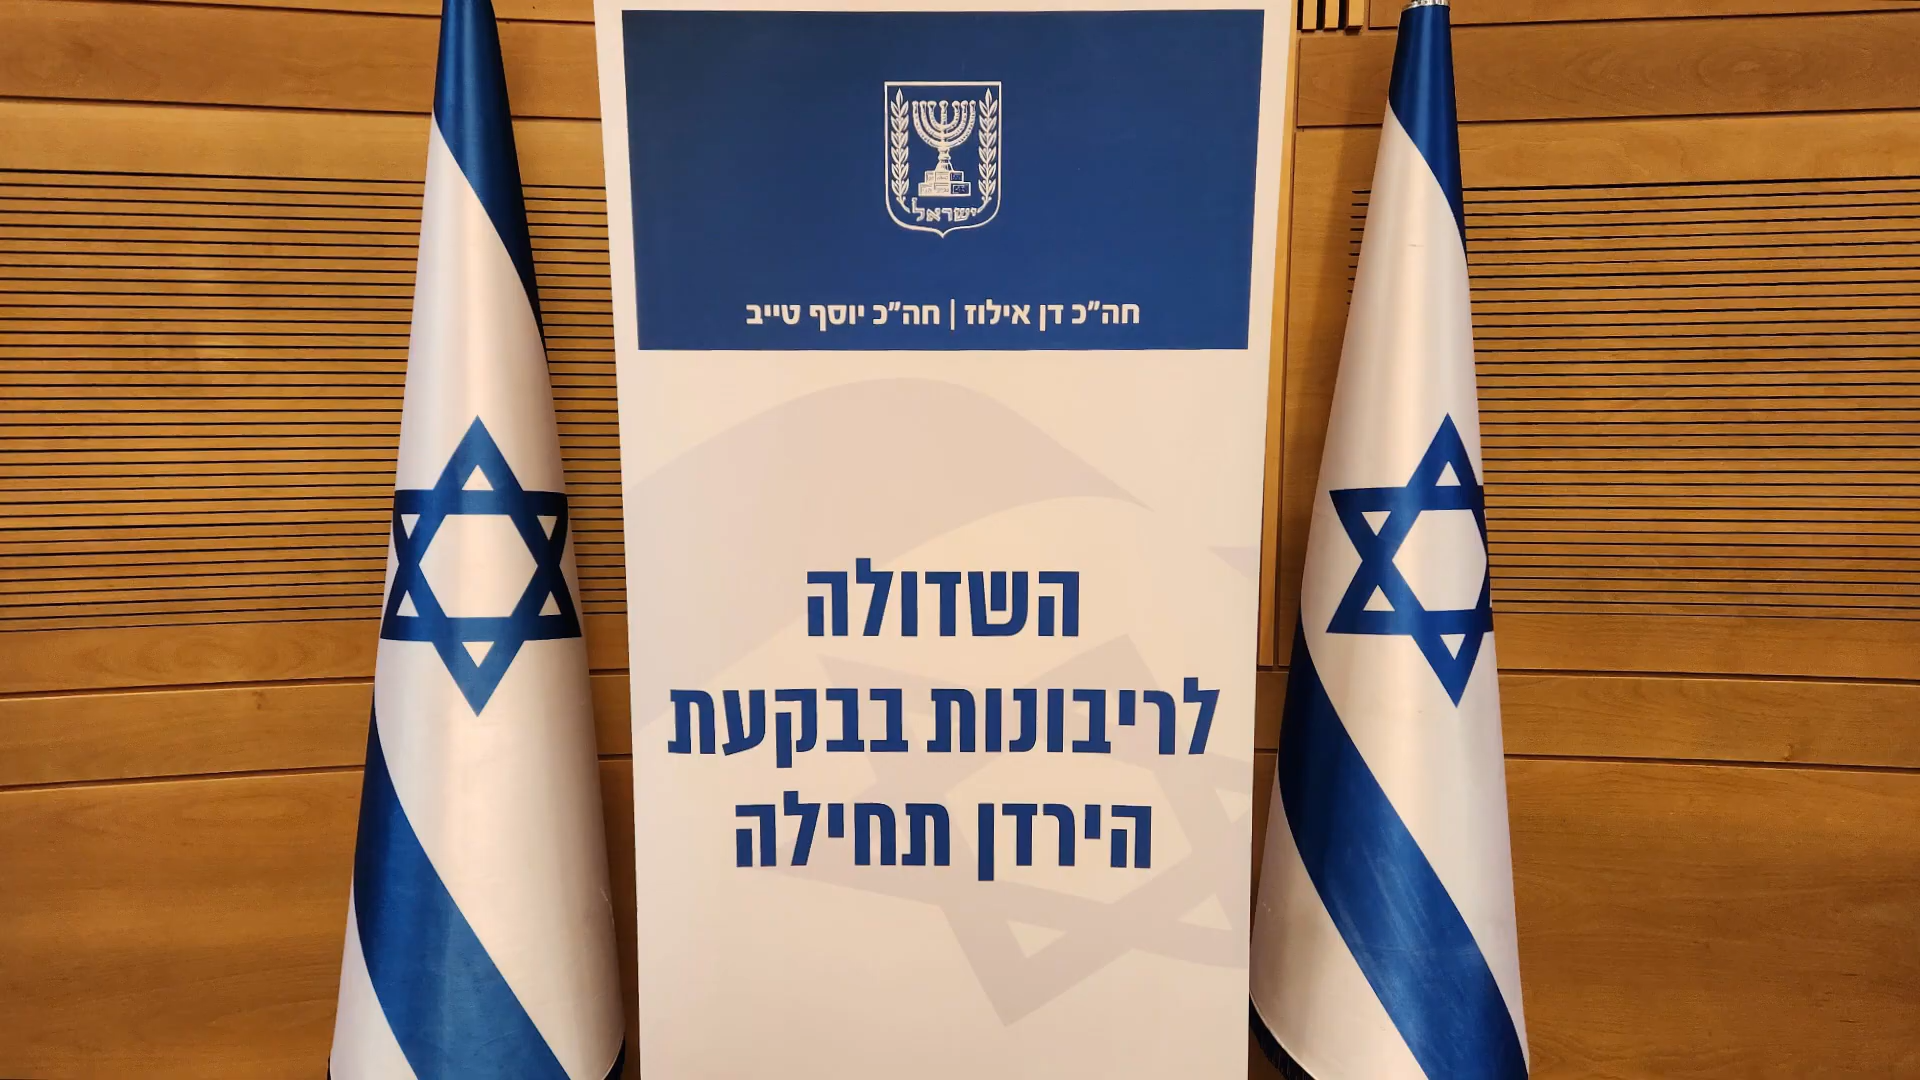 ישראל
חה"כ דן אילוז | חה"כ יוסף טייב
השדולה
לריבונות בבקעת
הירדן תחילה